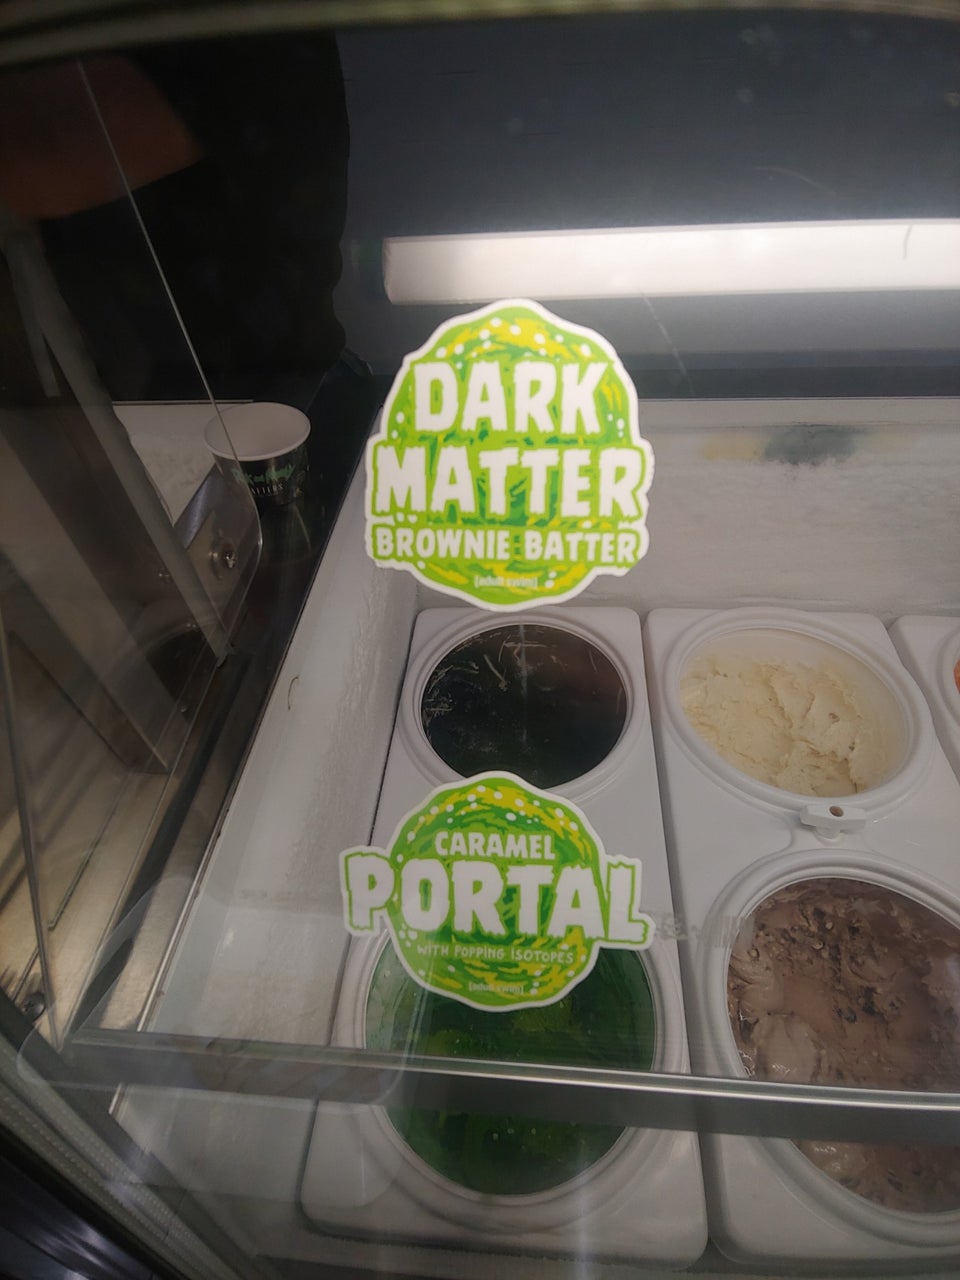 DARK
MATTER
BROWNIE BATTER
[adult swim]
CARAMEL
PORTAL
WITH POPPING ISOTOPES
[adult swim]